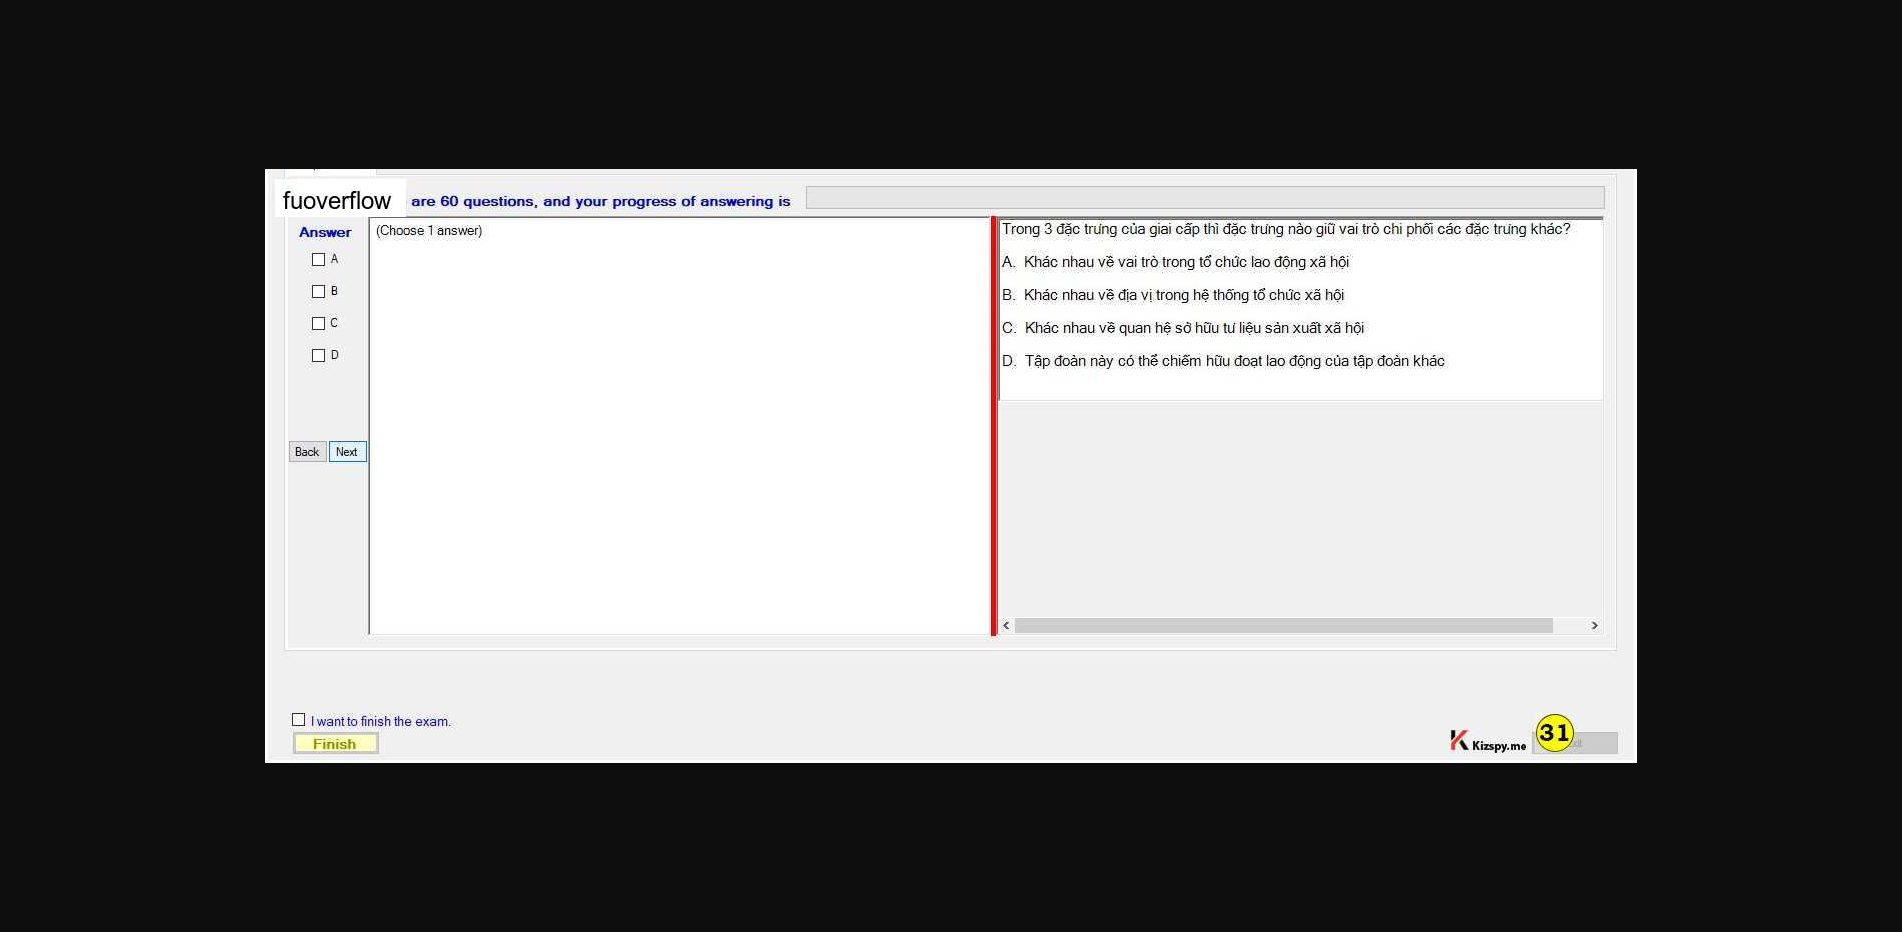 fuoverflow are 60 questions, and your progress of answering is
Answer
(Choose 1 answer)
A
B
C
D
Back Next
Trong 3 đặc trưng của giai cấp thì đặc trưng nào giữ vai trò chi phối các đặc trưng khác?
A. Khác nhau về vai trò trong tổ chức lao động xã hội
B. Khác nhau về địa vị trong hệ thống tổ chức xã hội
C. Khác nhau về quan hệ sở hữu tư liệu sản xuất xã hội
D. Tập đoàn này có thể chiếm hữu đoạt lao động của tập đoàn khác
I want to finish the exam.
Finish
Kizspy.me
31